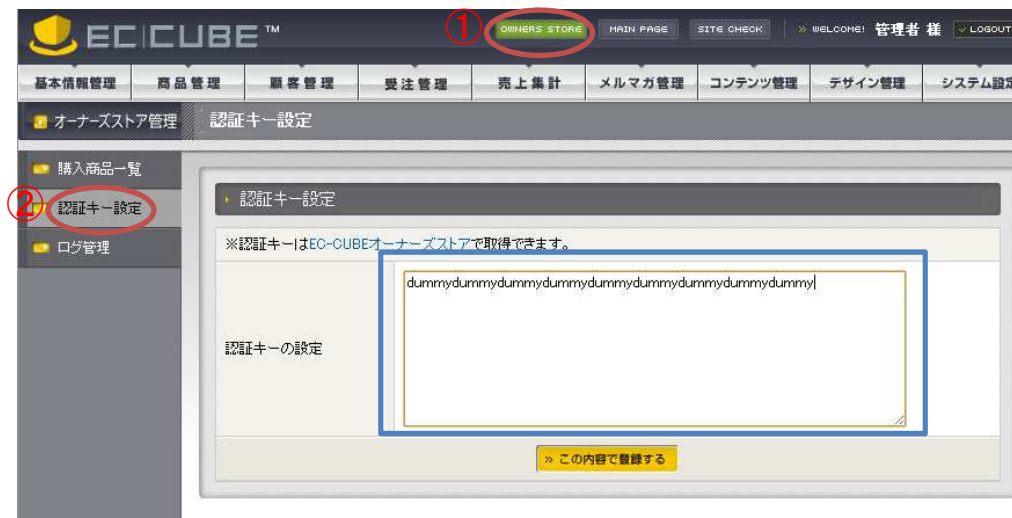 EC CUBE™ ① OWNERS STORE MAIN PAGE SITE CHECK » WELCOME! 管理者 様 LOGOUT
基本情報管理 商品管理 顧客管理 受注管理 売上集計 メルマガ管理 コンテンツ管理 デザイン管理 システム設定
オーナーズストア管理 認証キー設定
購入商品一覧
② 認証キー設定
ログ管理
認証キー設定
※認証キーはEC-CUBEオーナーズストアで取得できます。
認証キーの設定
dummydummydummydummydummydummydummydummydummy
» この内容で登録する